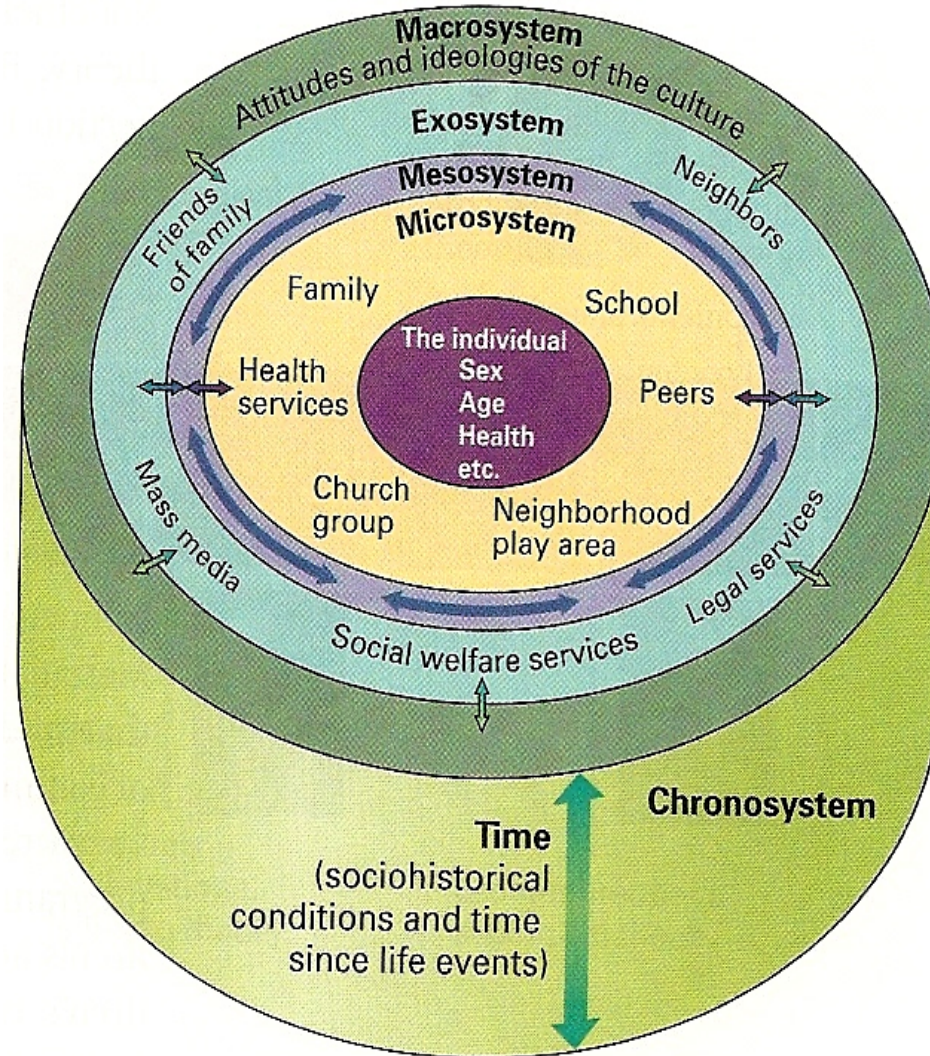 Macrosystem
Attitudes and ideologies of the culture
Exosystem
Friends
of family
Neighbors
Mesosystem
Microsystem
Family
School
The individual
Sex
Age
Health
etc.
Health
services
Peers
Church
group
Neighborhood
play area
Mass media
Legal services
Social welfare services
Chronosystem
Time
(sociohistorical
conditions and time
since life events)